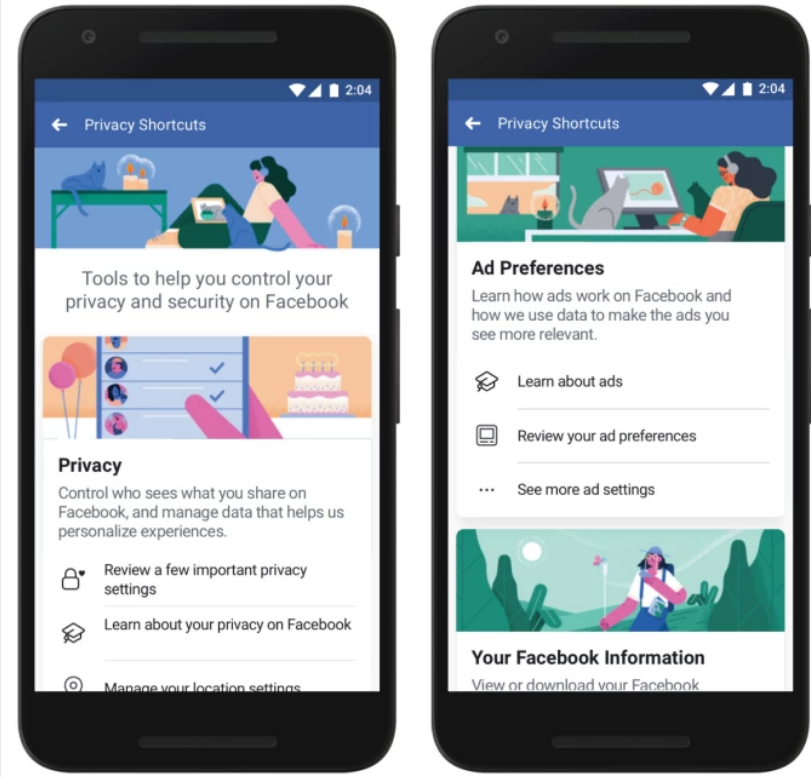 2:04
Privacy Shortcuts
Tools to help you control your
privacy and security on Facebook
Privacy
Control who sees what you share on
Facebook, and manage data that helps us
personalize experiences.
Review a few important privacy
settings
Learn about your privacy on Facebook
Manage your location settings
2:04
Privacy Shortcuts
Ad Preferences
Learn how ads work on Facebook and
how we use data to make the ads you
see more relevant.
Learn about ads
Review your ad preferences
See more ad settings
Your Facebook Information
View or download your Facebook